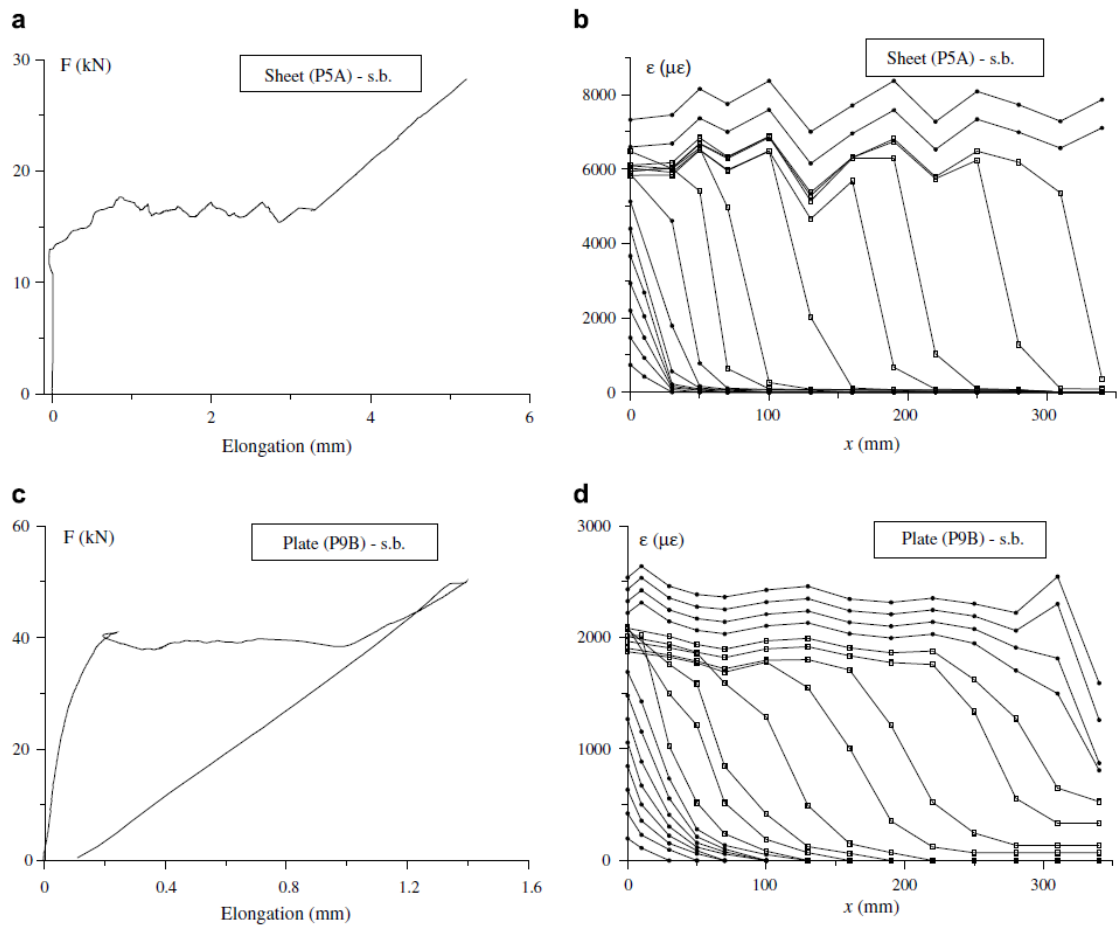 a
F (kN)
Sheet (P5A) - s.b.
30
20
10
0
0
2
4
6
Elongation (mm)
b
ε (με)
Sheet (P5A) - s.b.
8000
6000
4000
2000
0
0
100
200
300
x (mm)
c
F (kN)
Plate (P9B) - s.b.
60
40
20
0
0
0.4
0.8
1.2
1.6
Elongation (mm)
d
ε (με)
Plate (P9B) - s.b.
3000
2000
1000
0
0
100
200
300
x (mm)